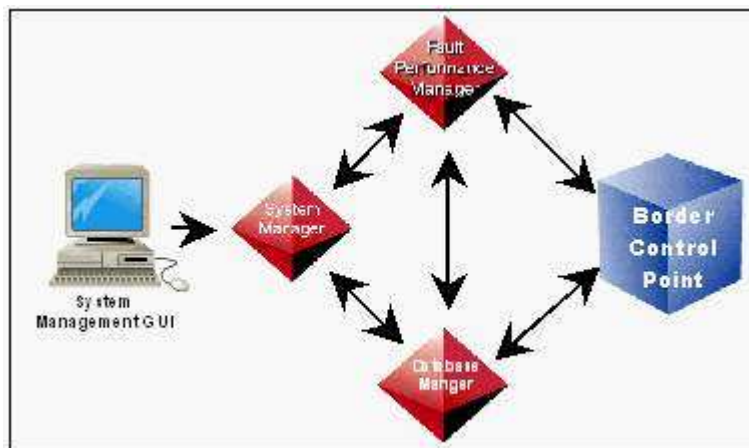 Fault
Performance
Manager
System
Manager
Border
Control
Point
System
Management GUI
Database
Manger